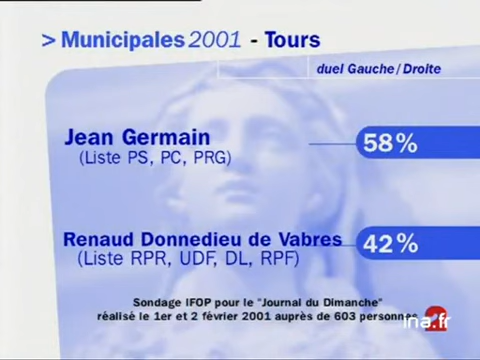 > Municipales 2001 - Tours
duel Gauche/Droite
Jean Germain
58%
(Liste PS, PC, PRG)
Renaud Donnedieu de Vabres
42%
(Liste RPR, UDF, DL, RPF)
Sondage IFOP pour le "Journal du Dimanche"
réalisé le 1er et 2 février 2001 auprès de 603 personnes
2
ina.fr